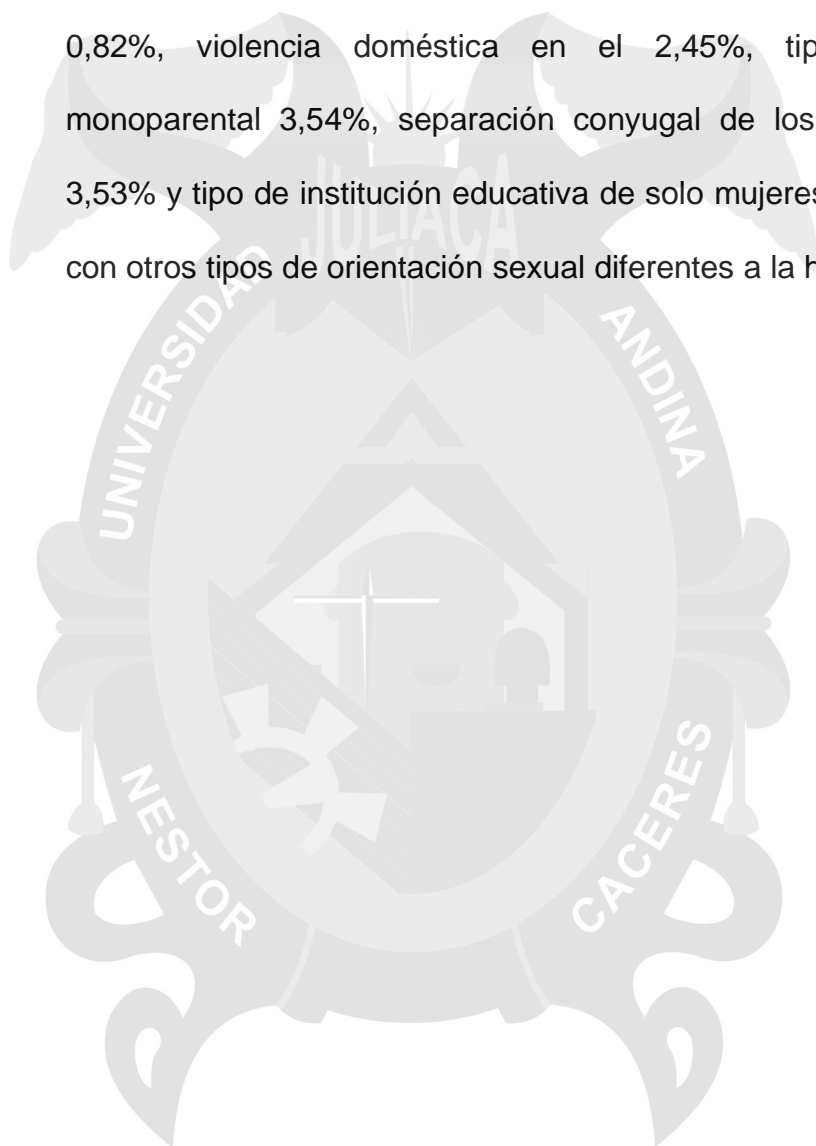 0,82%, violencia doméstica en el 2,45%, tip
monoparental 3,54%, separación conyugal de los
3,53% y tipo de institución educativa de solo mujeres
con otros tipos de orientación sexual diferentes a la h
JULIACA
UNIVERSIDAD
ANDINA
NESTOR
CACERES